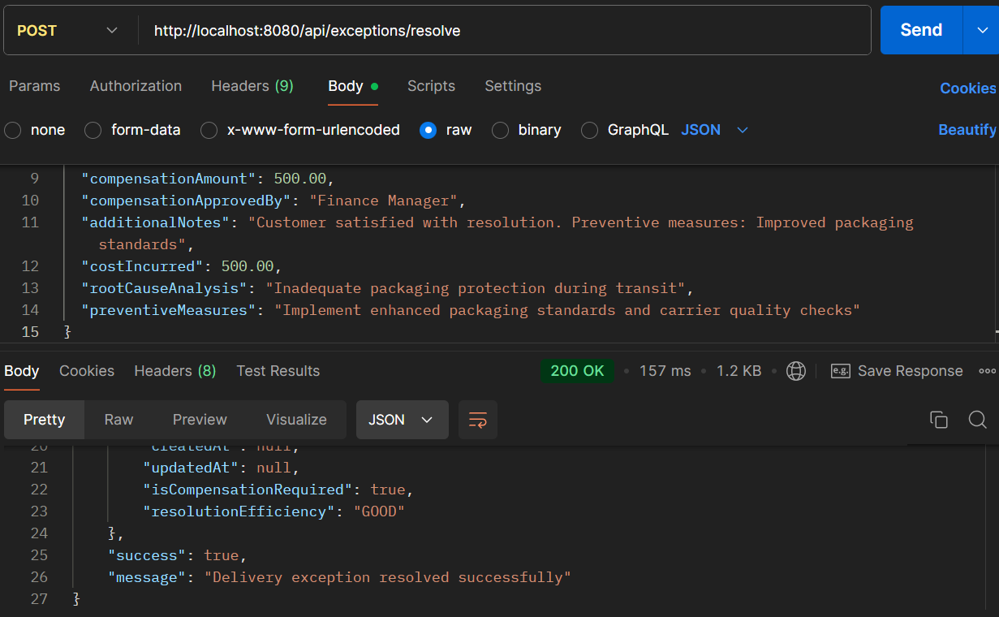 POST http://localhost:8080/api/exceptions/resolve Send
Params Authorization Headers (9) Body Scripts Settings Cookies
none form-data x-www-form-urlencoded raw binary GraphQL JSON Beautify
9 "compensationAmount": 500.00,
10 "compensationApprovedBy": "Finance Manager",
11 "additionalNotes": "Customer satisfied with resolution. Preventive measures: Improved packaging
standards",
12 "costIncurred": 500.00,
13 "rootCauseAnalysis": "Inadequate packaging protection during transit",
14 "preventiveMeasures": "Implement enhanced packaging standards and carrier quality checks"
15 }
Body Cookies Headers (8) Test Results 200 OK • 157 ms • 1.2 KB • e.g. Save Response
Pretty Raw Preview Visualize JSON
20 "createdAt": null,
21 "updatedAt": null,
22 "isCompensationRequired": true,
23 "resolutionEfficiency": "GOOD"
24 },
25 "success": true,
26 "message": "Delivery exception resolved successfully"
27 }